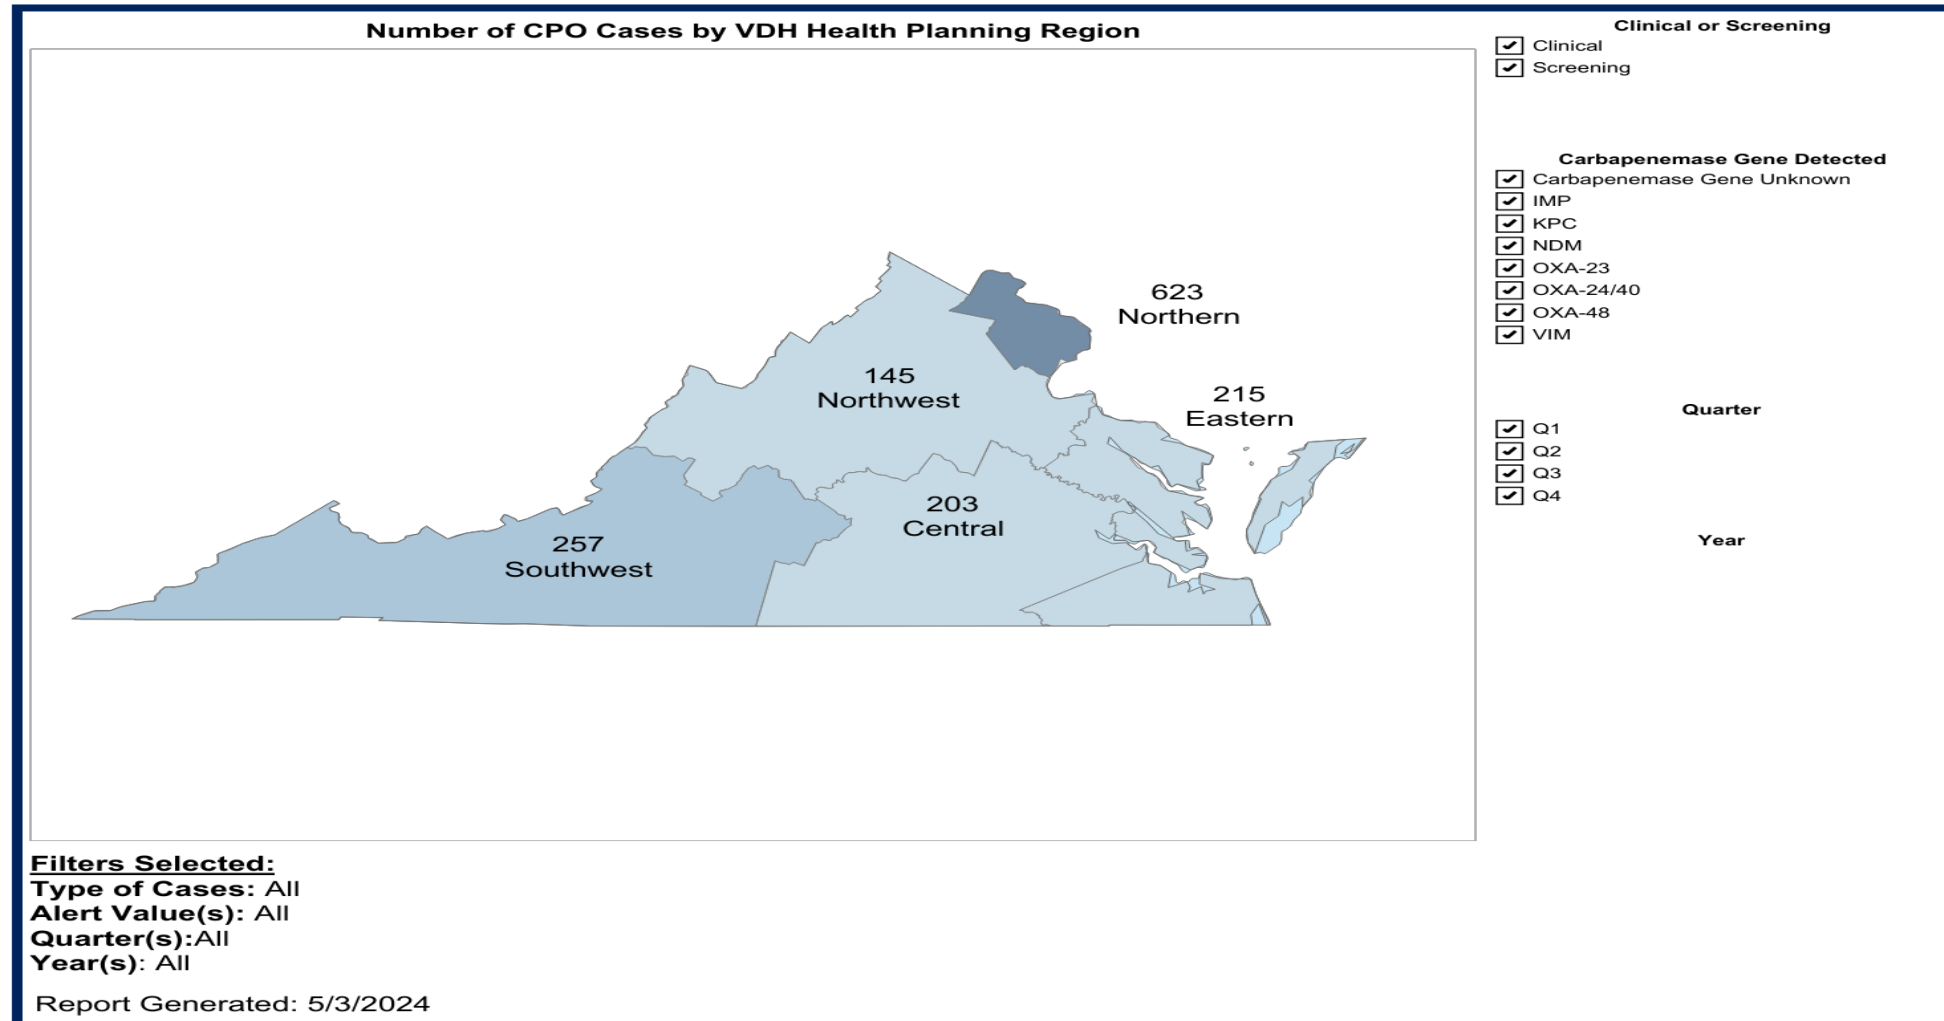 Number of CPO Cases by VDH Health Planning Region
623
Northern
145
Northwest
215
Eastern
203
Central
257
Southwest
Clinical or Screening
Clinical
Screening
Carbapenemase Gene Detected
Carbapenemase Gene Unknown
IMP
KPC
NDM
OXA-23
OXA-24/40
OXA-48
VIM
Quarter
Q1
Q2
Q3
Q4
Year
Filters Selected:
Type of Cases: All
Alert Value(s): All
Quarter(s):All
Year(s): All
Report Generated: 5/3/2024